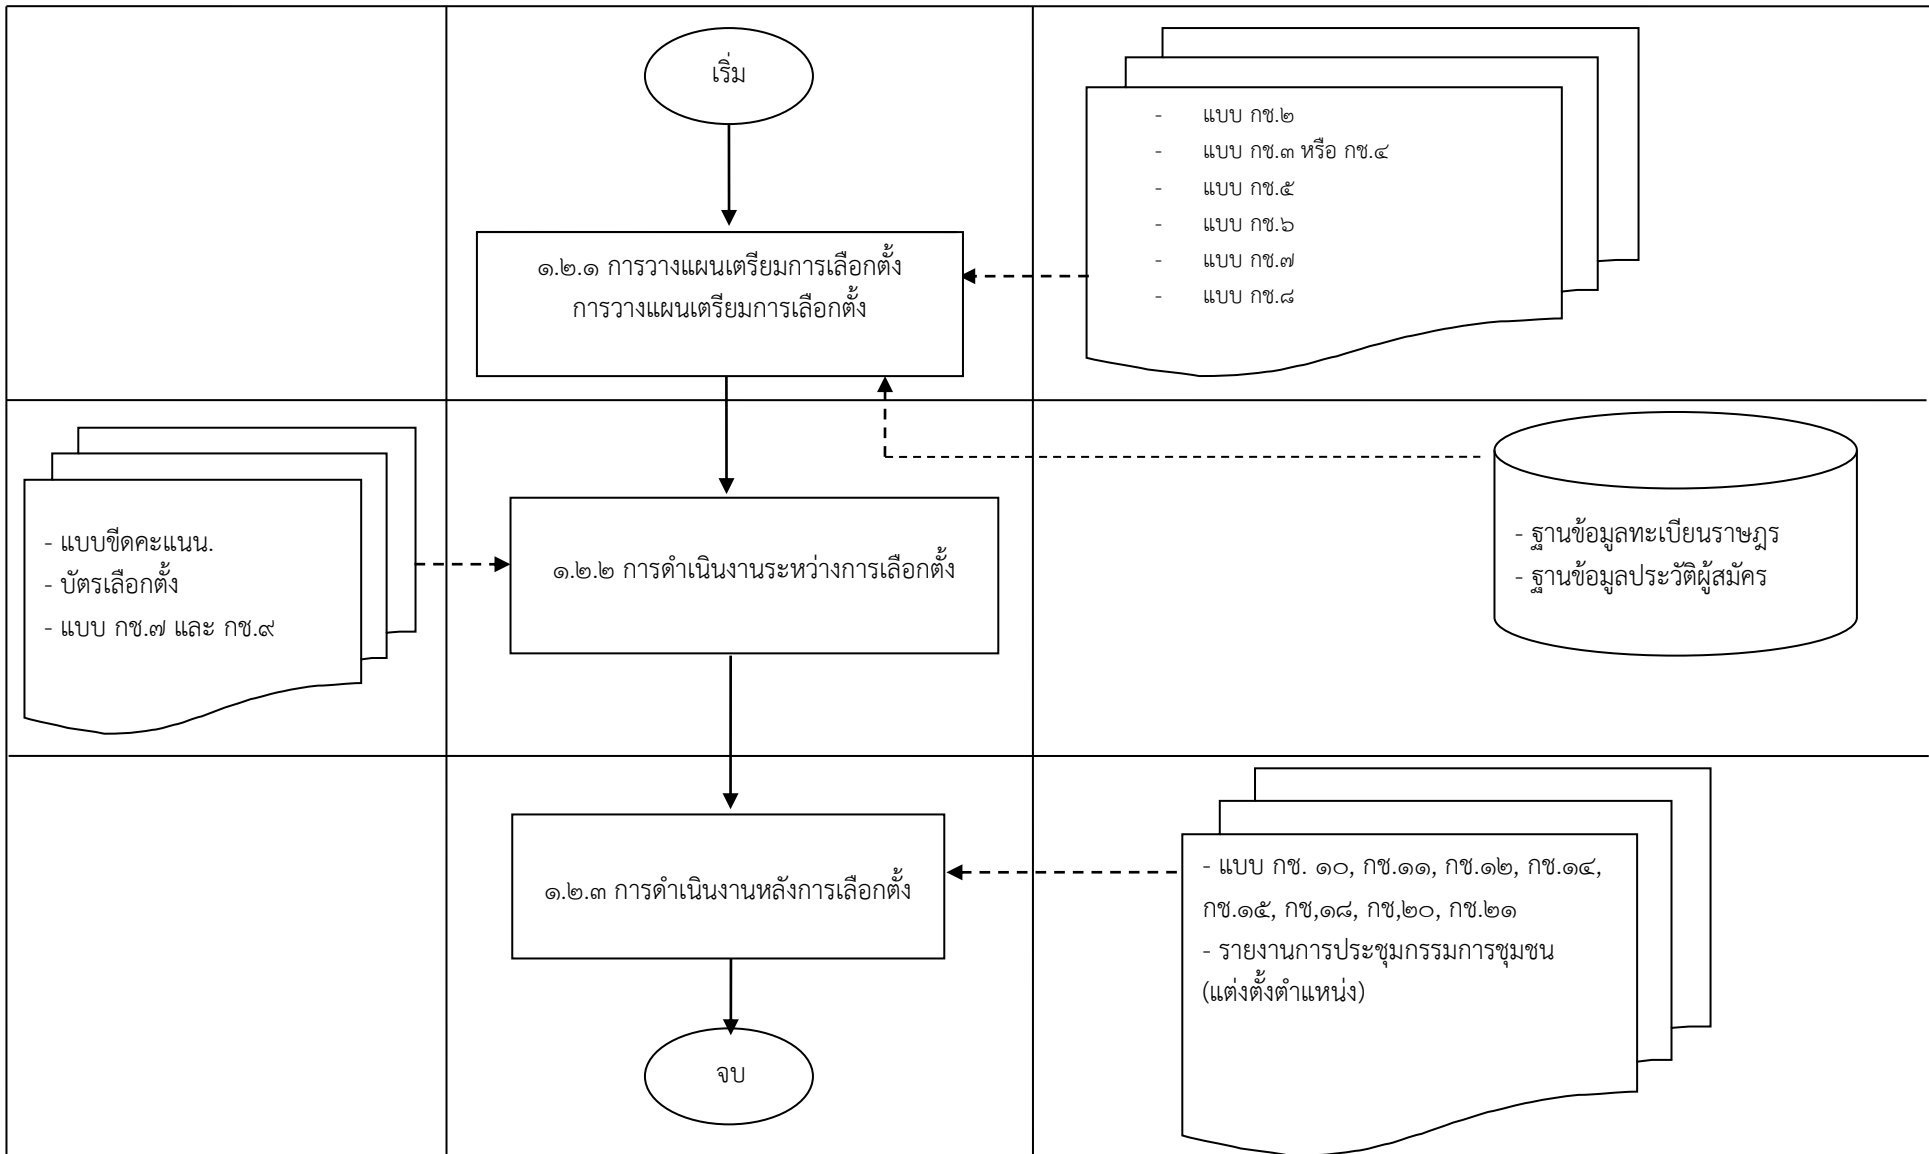 เริ่ม
- แบบ กช.๒
- แบบ กช.๓ หรือ กช.๔
- แบบ กช.๕
- แบบ กช.๖
- แบบ กช.๗
- แบบ กช.๘
๑.๒.๑ การวางแผนเตรียมการเลือกตั้ง
การวางแผนเตรียมการเลือกตั้ง
- แบบขีดคะแนน.
- บัตรเลือกตั้ง
- แบบ กช.๗ และ กช.๙
๑.๒.๒ การดำเนินงานระหว่างการเลือกตั้ง
- ฐานข้อมูลทะเบียนราษฎร
- ฐานข้อมูลประวัติผู้สมัคร
๑.๒.๓ การดำเนินงานหลังการเลือกตั้ง
- แบบ กช. ๑๐, กช.๑๑, กช.๑๒, กช.๑๔,
กช.๑๕, กช,๑๘, กช,๒๐, กช.๒๑
- รายงานการประชุมกรรมการชุมชน
(แต่งตั้งตำแหน่ง)
จบ